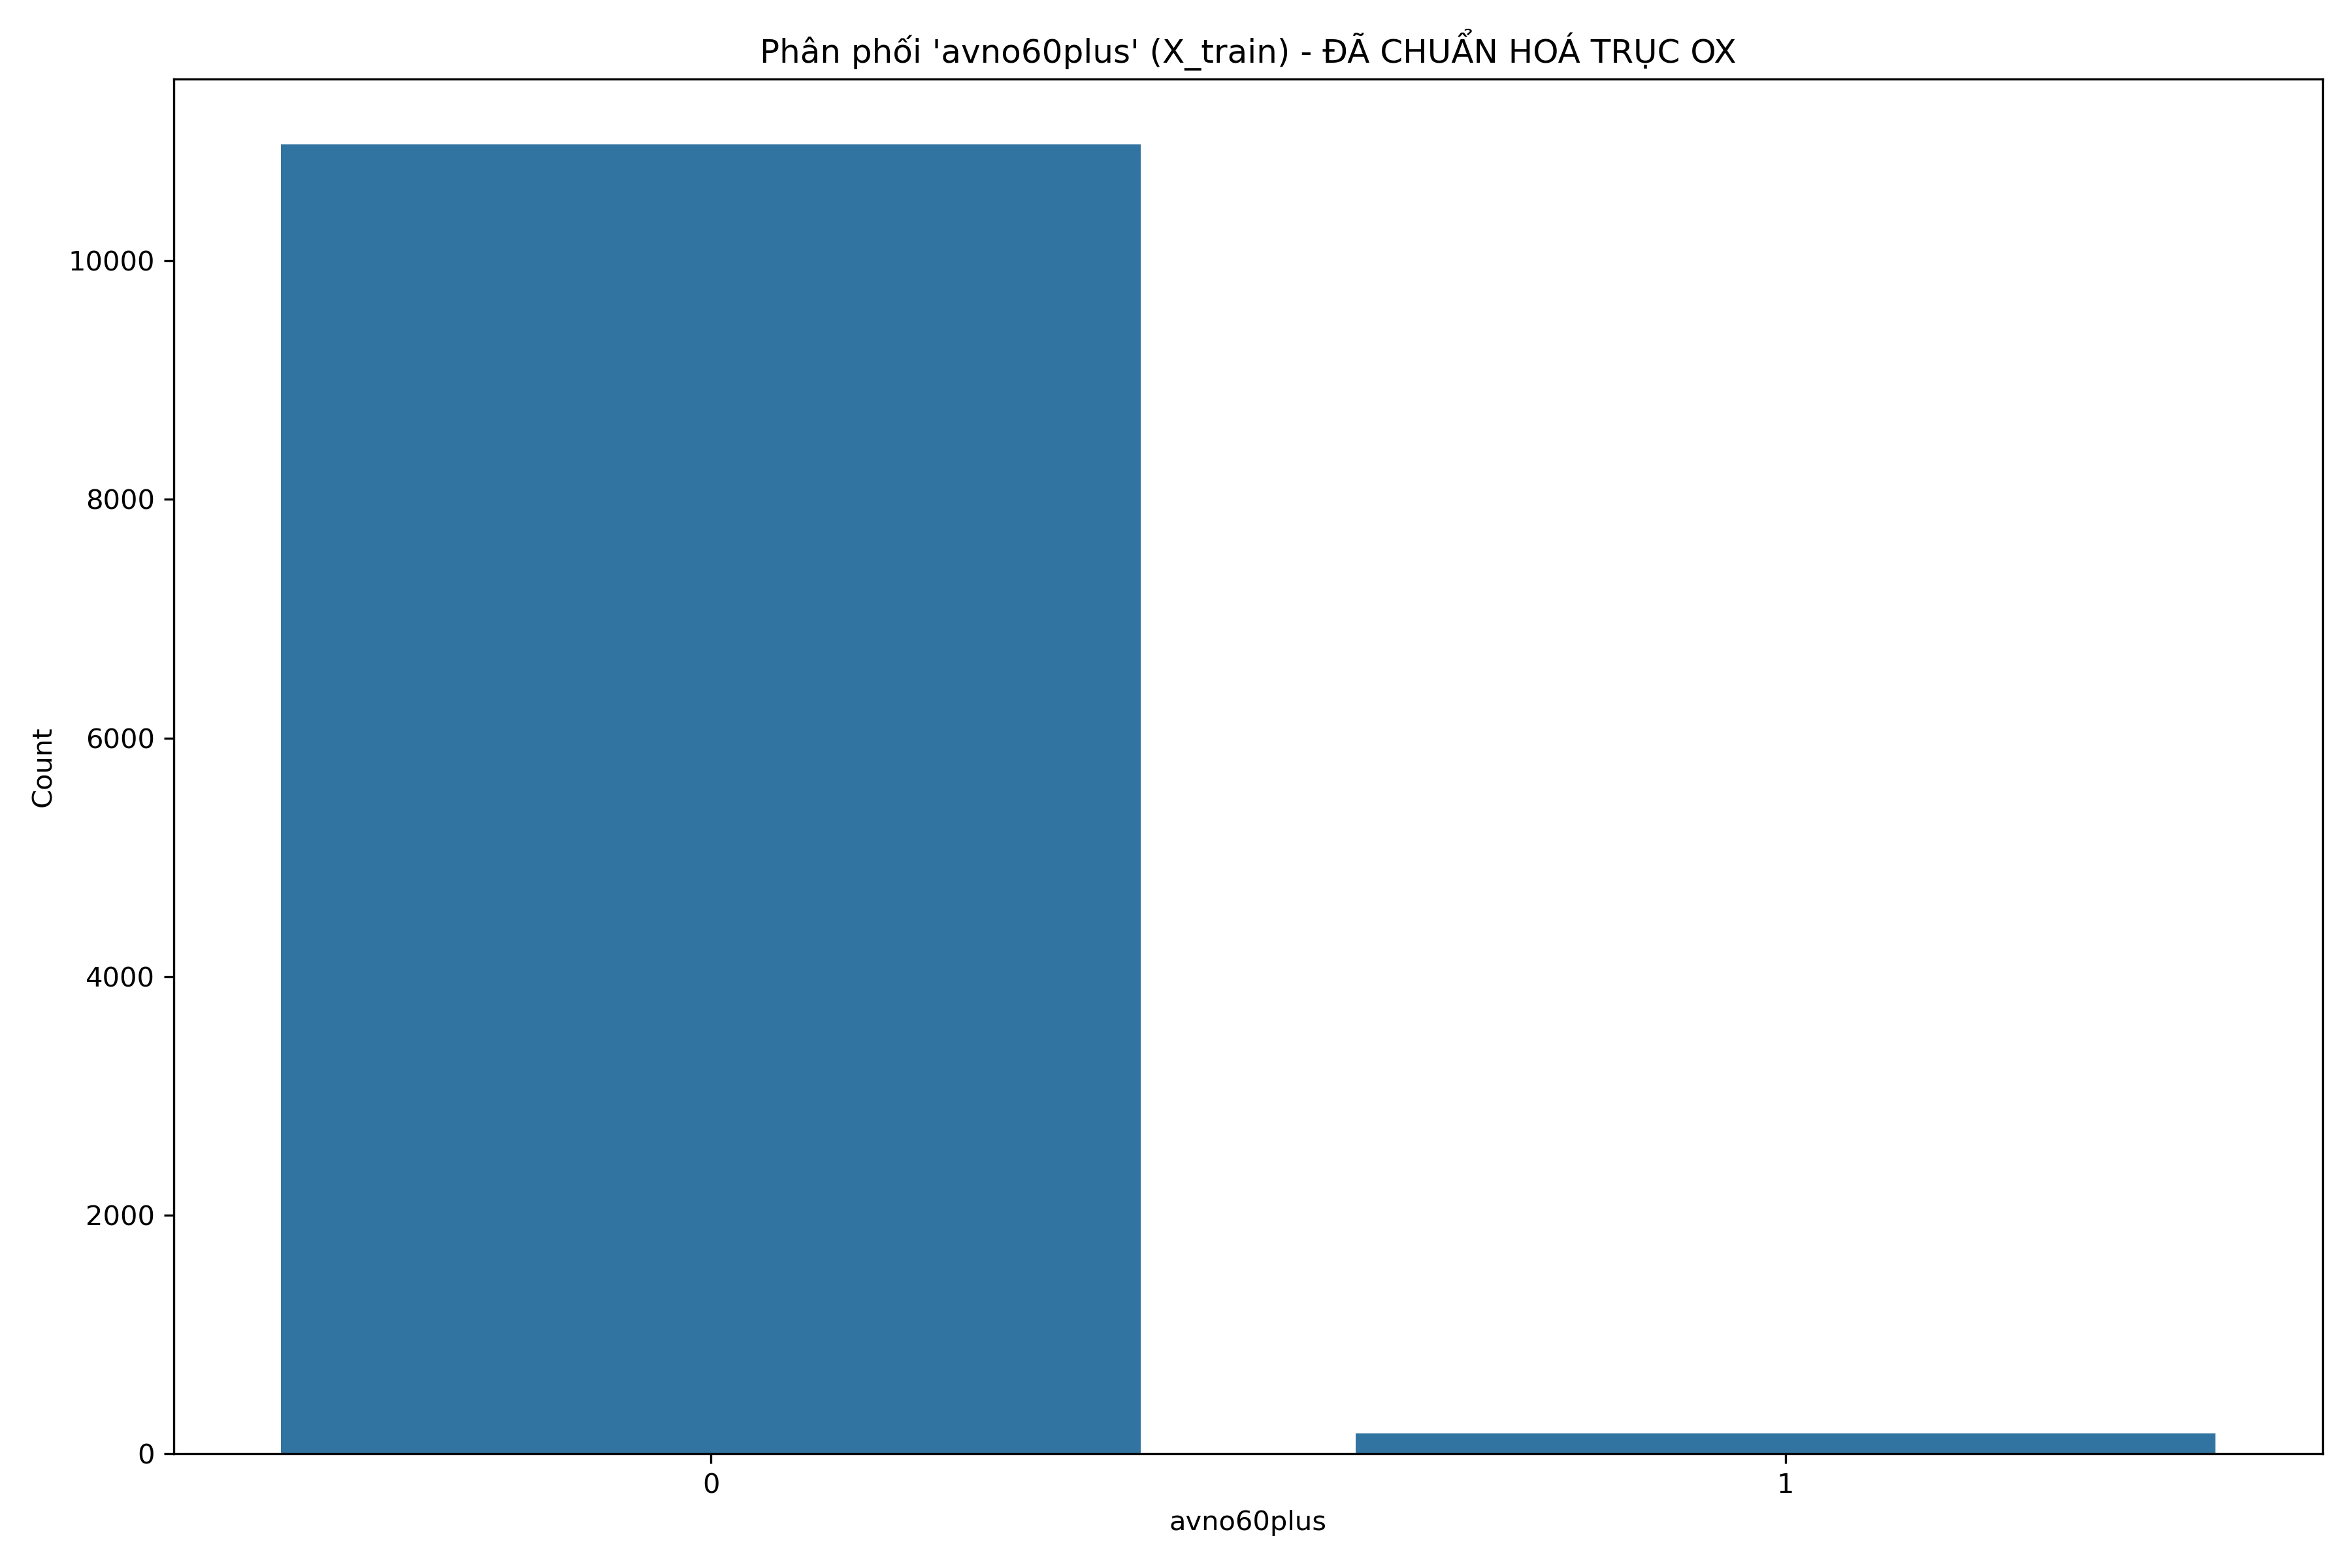 Phân phối 'avno60plus' (X_train) - ĐÃ CHUẨN HOÁ TRỤC OX
10000
8000
6000
4000
2000
0
Count
0 1
avno60plus